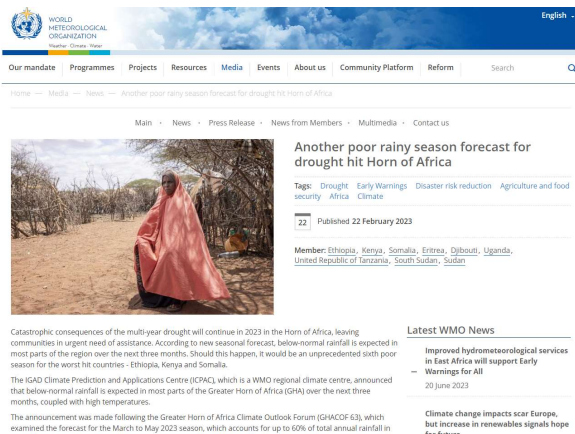 WORLD
METEOROLOGICAL
ORGANIZATION
Weather · Climate · Water
English
Our mandate Programmes Projects Resources Media Events About us Community Platform Reform Search
Home — Media — News — Another poor rainy season forecast for drought hit Horn of Africa
Main • News • Press Release • News from Members • Multimedia • Contact us
Another poor rainy season forecast for
drought hit Horn of Africa
Tags: Drought Early Warnings Disaster risk reduction Agriculture and food
security Africa Climate
22 Published 22 February 2023
Member: Ethiopia, Kenya, Somalia, Eritrea, Djibouti, Uganda,
United Republic of Tanzania, South Sudan, Sudan
Catastrophic consequences of the multi-year drought will continue in 2023 in the Horn of Africa, leaving
communities in urgent need of assistance. According to new seasonal forecast, below-normal rainfall is expected in
most parts of the region over the next three months. Should this happen, it would be an unprecedented sixth poor
season for the worst hit countries - Ethiopia, Kenya and Somalia.
The IGAD Climate Prediction and Applications Centre (ICPAC), which is a WMO regional climate centre, announced
that below-normal rainfall is expected in most parts of the Greater Horn of Africa (GHA) over the next three
months, coupled with high temperatures.
The announcement was made following the Greater Horn of Africa Climate Outlook Forum (GHACOF 63), which
examined the forecast for the March to May 2023 season, which accounts for up to 60% of total annual rainfall in
Latest WMO News
Improved hydrometeorological services
in East Africa will support Early
— Warnings for All
20 June 2023
Climate change impacts scar Europe,
but increase in renewables signals hope
for future